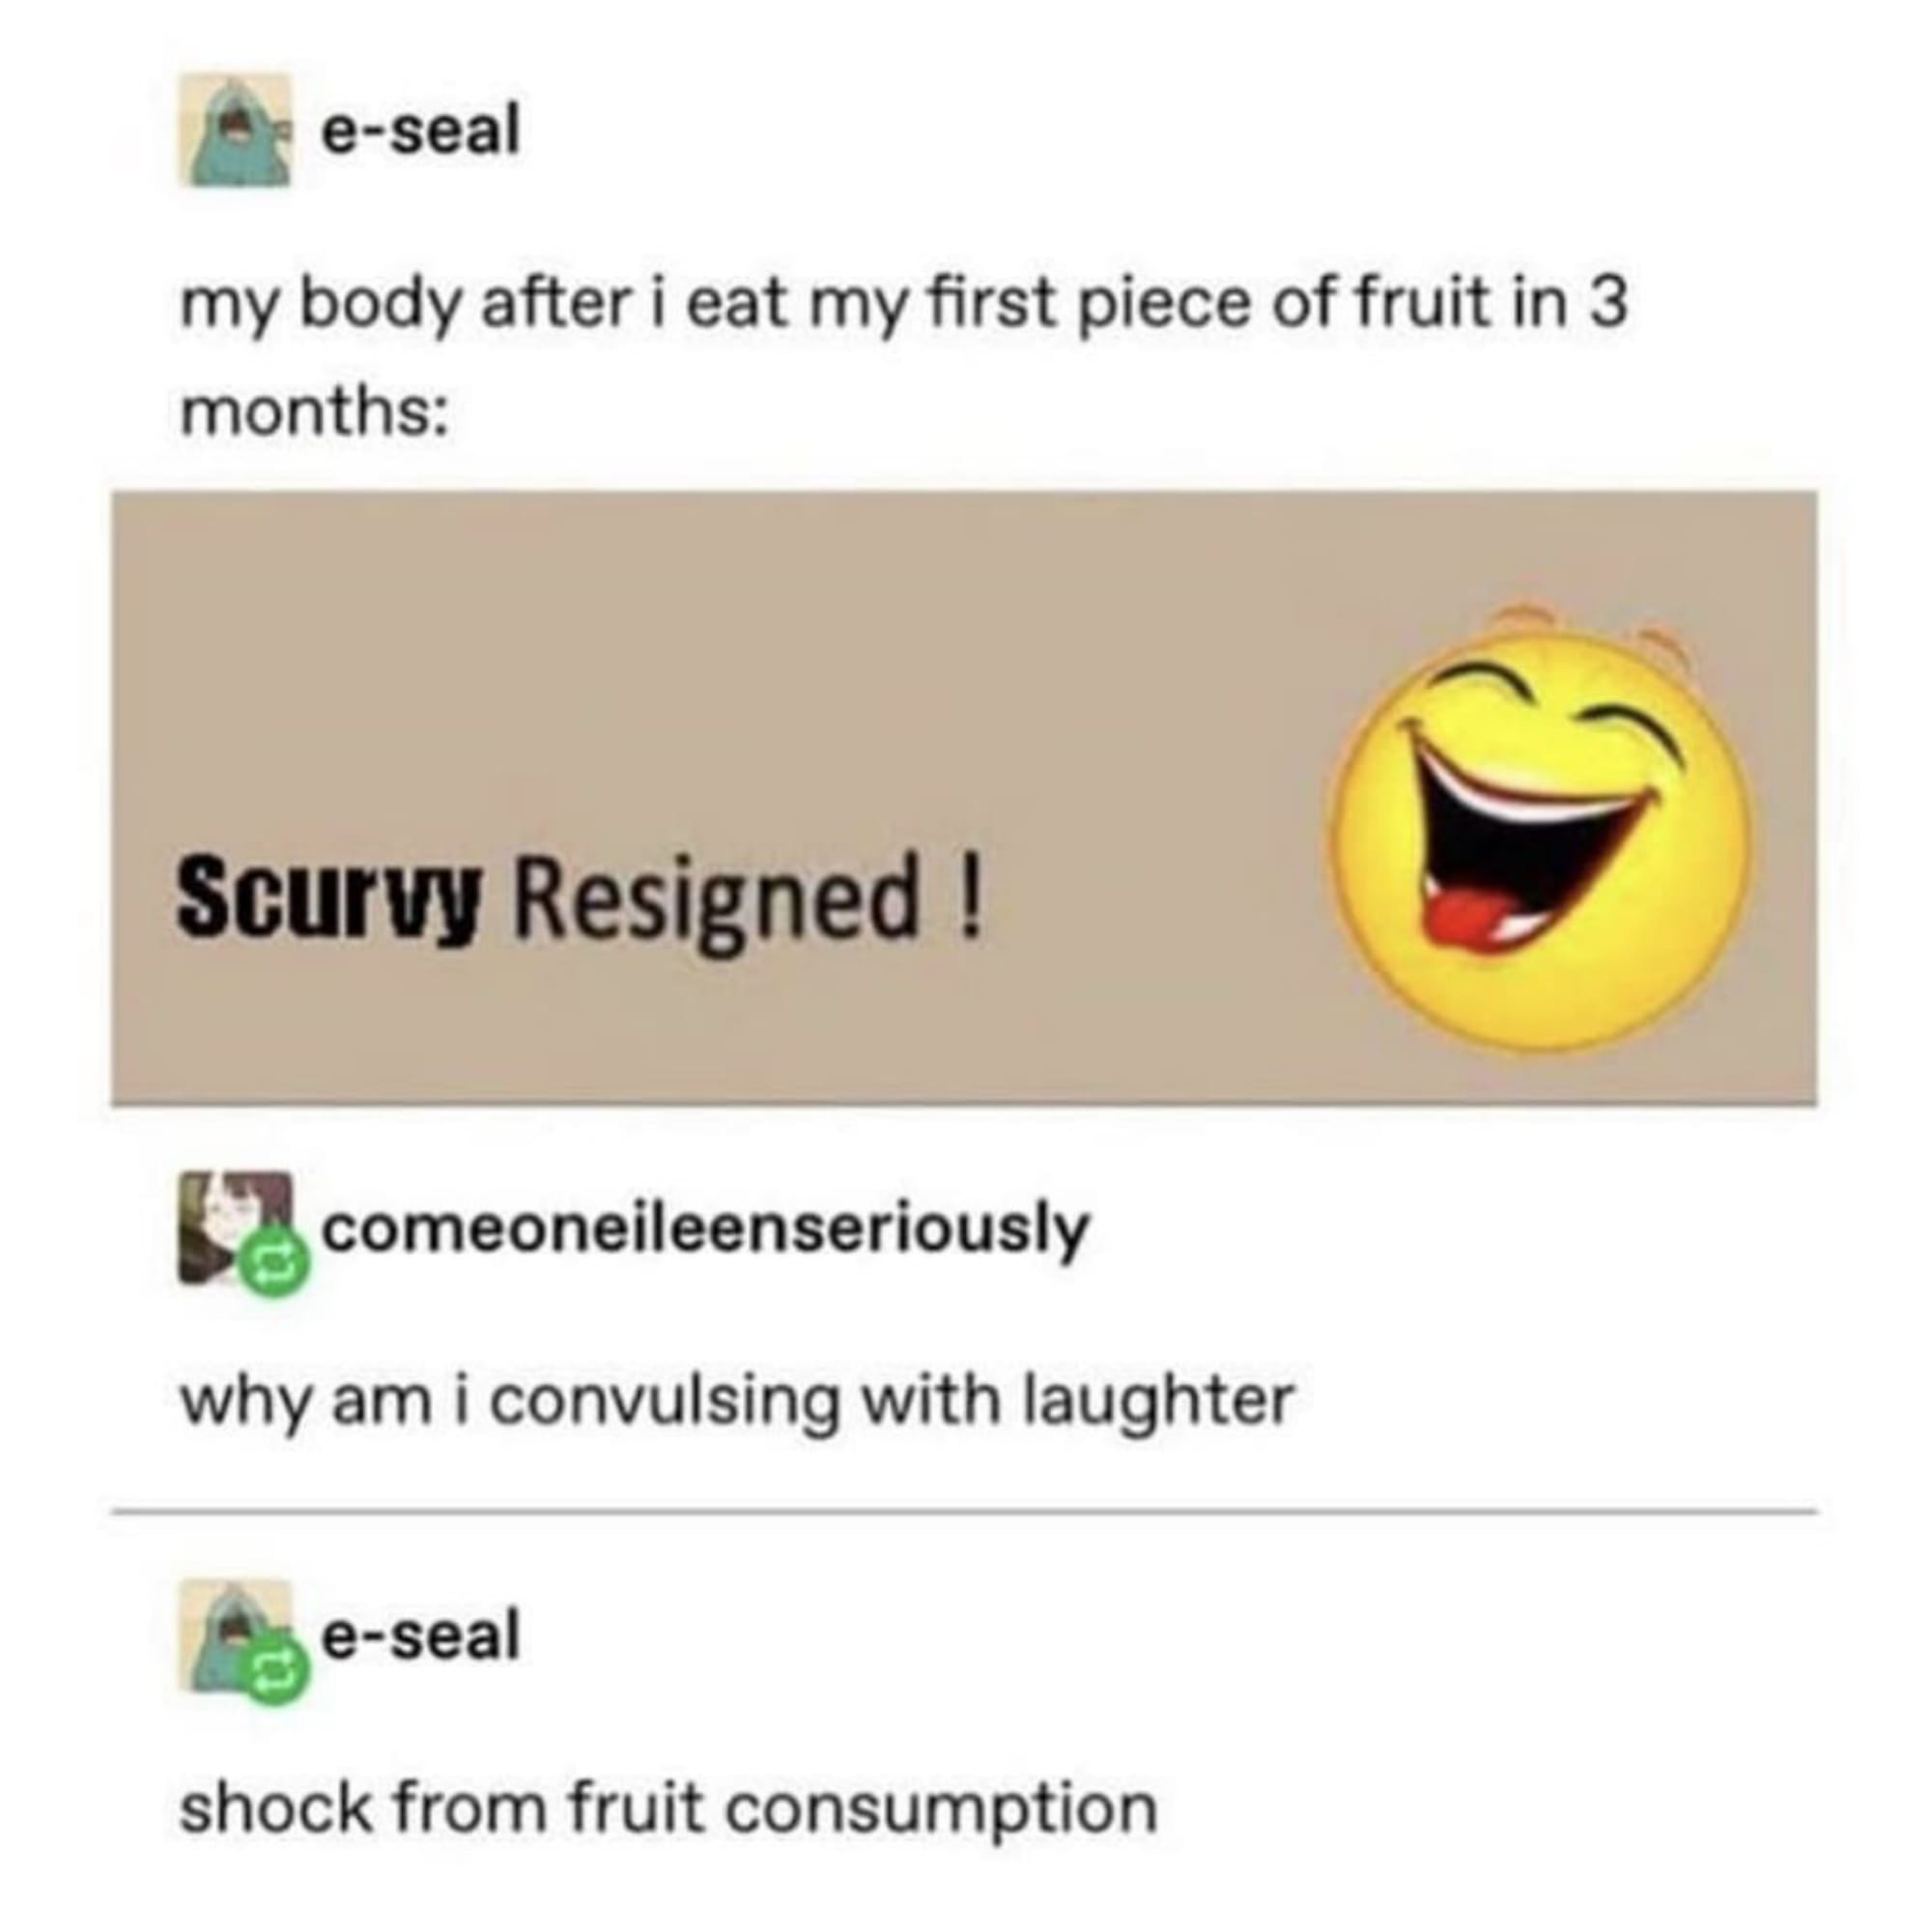 e-seal
my body after i eat my first piece of fruit in 3
months:
Scurvy Resigned !
comeoneileenseriously
why am i convulsing with laughter
e-seal
shock from fruit consumption